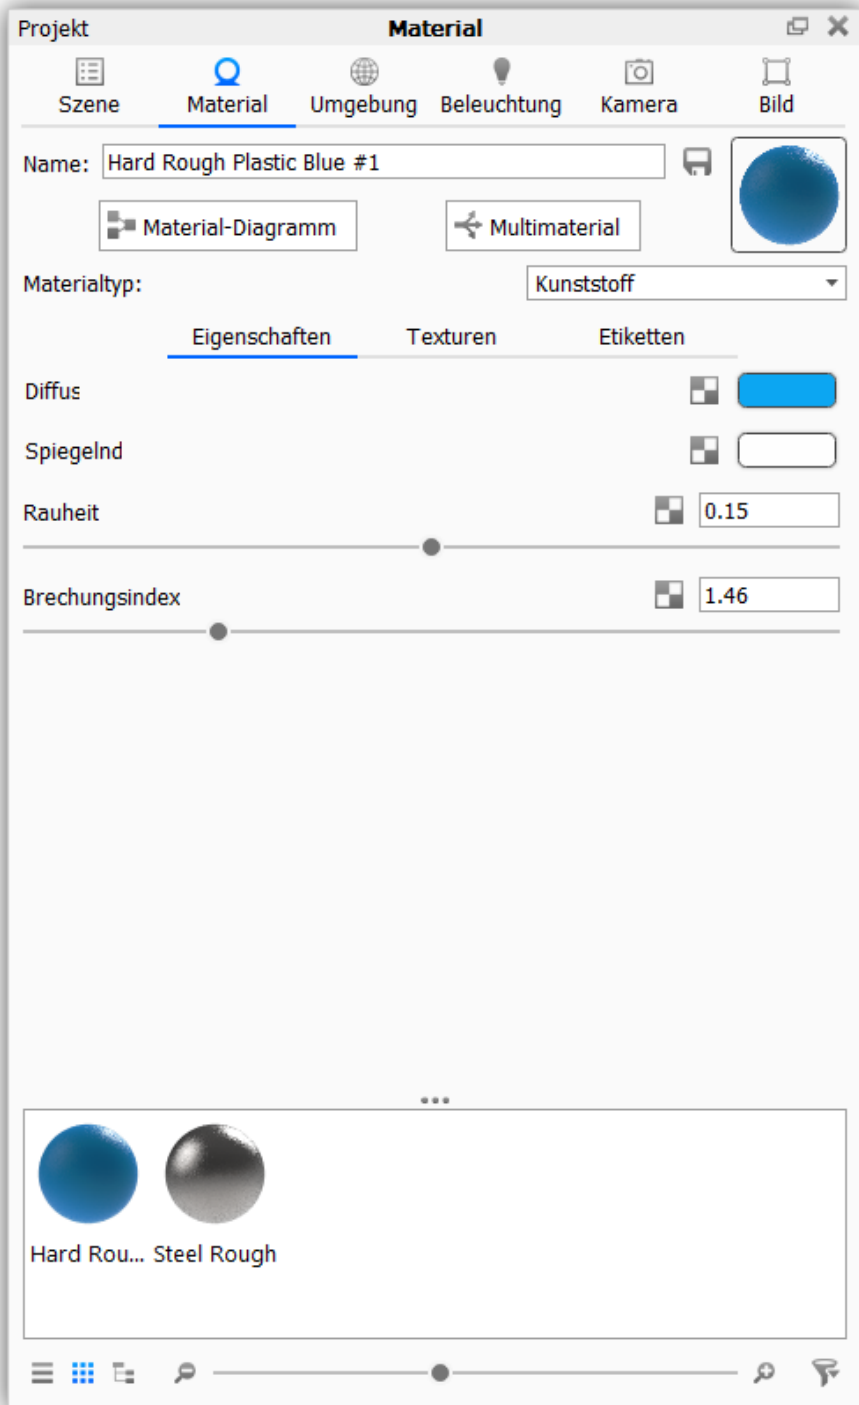 Projekt Material
Szene Material Umgebung Beleuchtung Kamera Bild
Name: Hard Rough Plastic Blue #1
Material-Diagramm Multimaterial
Materialtyp: Kunststoff
Eigenschaften Texturen Etiketten
Diffus
Spiegelnd
Rauheit 0.15
Brechungsindex 1.46
Hard Rou... Steel Rough